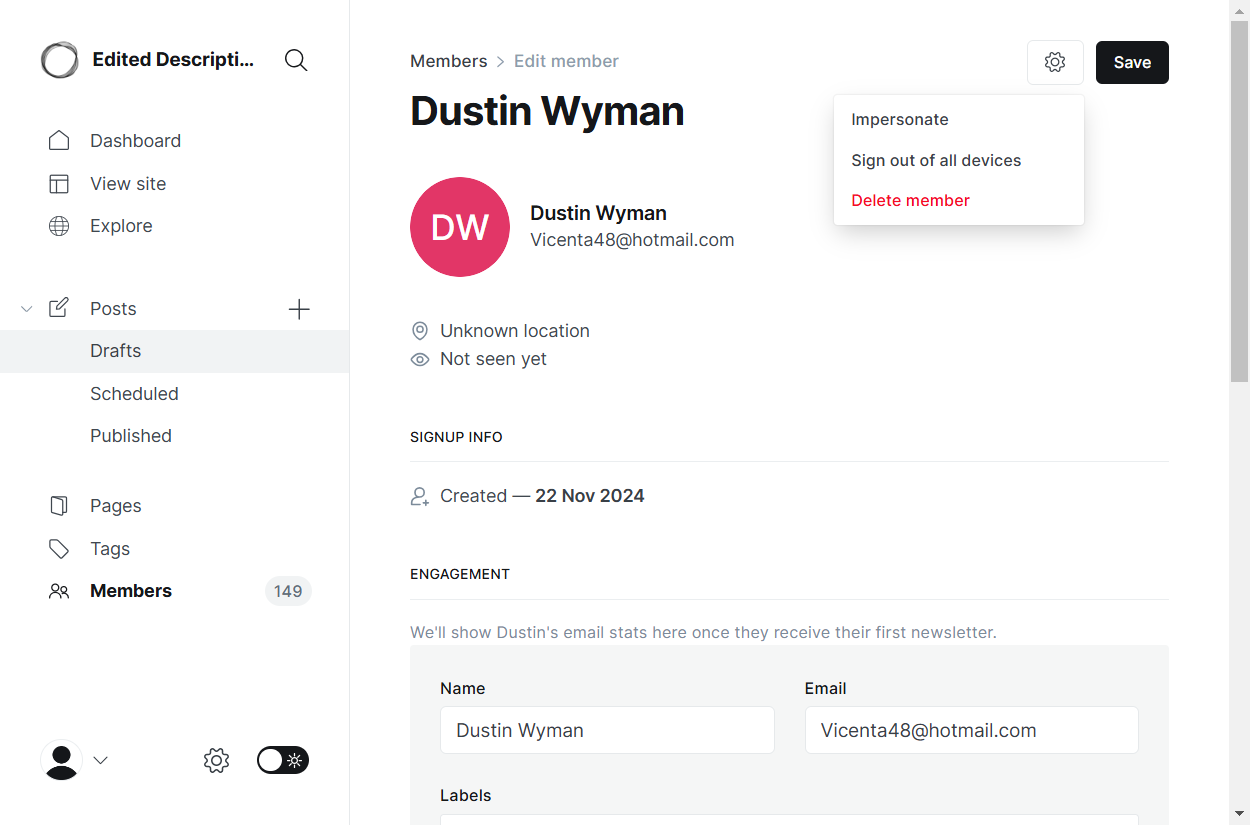 Edited Descripti...
Dashboard
View site
Explore
Posts
Drafts
Scheduled
Published
Pages
Tags
Members 149
Members > Edit member
Save
Dustin Wyman
Impersonate
Sign out of all devices
Delete member
DW
Dustin Wyman
Vicenta48@hotmail.com
Unknown location
Not seen yet
SIGNUP INFO
Created — 22 Nov 2024
ENGAGEMENT
We'll show Dustin's email stats here once they receive their first newsletter.
Name
Dustin Wyman
Email
Vicenta48@hotmail.com
Labels